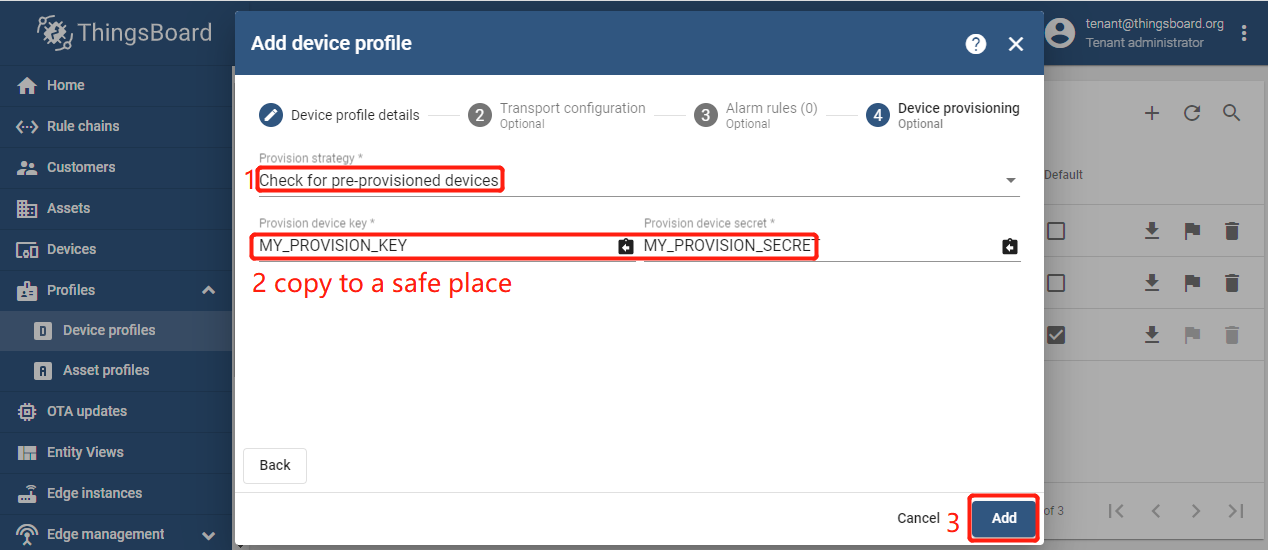 ThingsBoard
Add device profile
tenant@thingsboard.org
Tenant administrator
Home
Rule chains
Customers
Assets
Devices
Profiles
Device profiles
Asset profiles
OTA updates
Entity Views
Edge instances
Edge management
Device profile details
2 Transport configuration
Optional
3 Alarm rules (0)
Optional
4 Device provisioning
Optional
Provision strategy *
1 Check for pre-provisioned devices
Provision device key *
MY_PROVISION_KEY
Provision device secret *
MY_PROVISION_SECRET
2 copy to a safe place
Default
D
A
Back
of 3
Cancel
3
Add